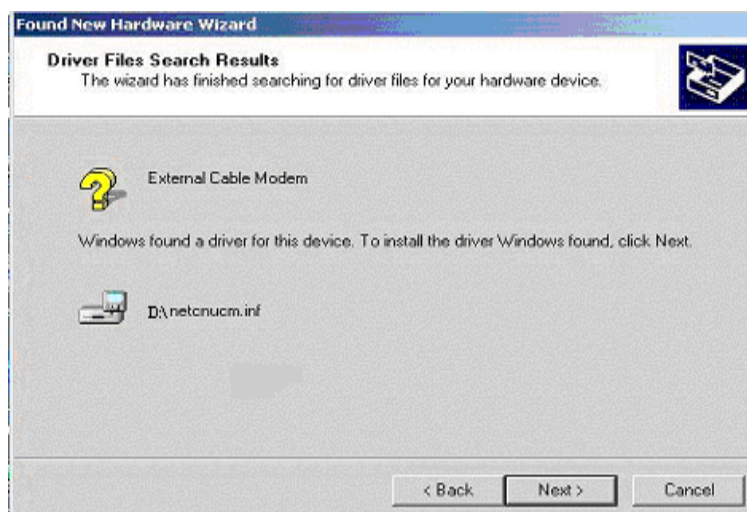 Found New Hardware Wizard
Driver Files Search Results
The wizard has finished searching for driver files for your hardware device.
External Cable Modem
Windows found a driver for this device. To install the driver Windows found, click Next.
D:\netcnucm.inf
< Back Next > Cancel